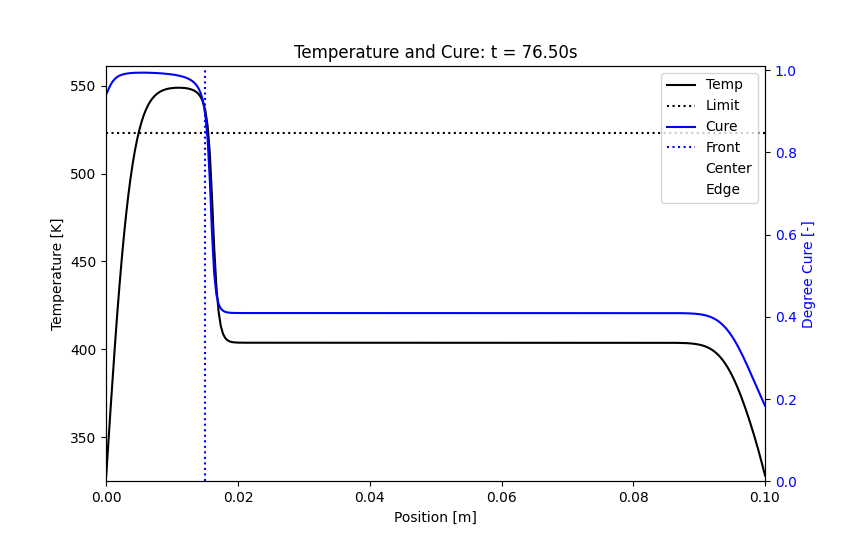 Temperature and Cure: t = 76.50s
Temperature [K]
550
500
450
400
350
Temp
Limit
Cure
Front
Center
Edge
1.0
0.8
0.6
0.4
0.2
0.0
Degree Cure [-]
0.00
0.02
0.04
0.06
0.08
0.10
Position [m]